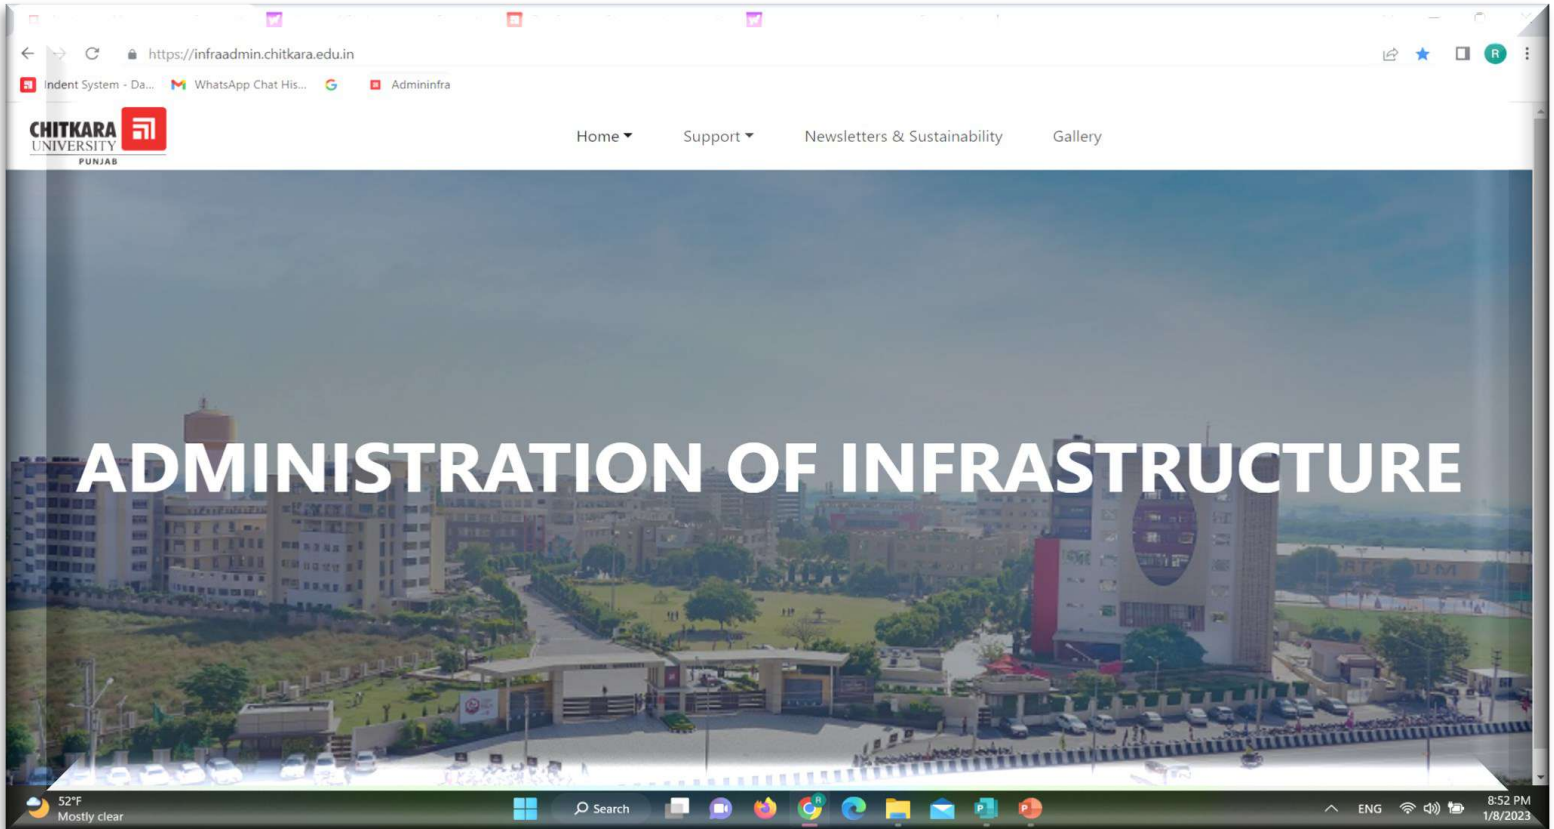 https://infraadmin.chitkara.edu.in
R
Indent System - Da...
WhatsApp Chat His...
Admininfra
CHITKARA
UNIVERSITY
PUNJAB
Home
Support
Newsletters & Sustainability
Gallery
ADMINISTRATION OF INFRASTRUCTURE
52°F
Mostly clear
Search
ENG
8:52 PM
1/8/2023